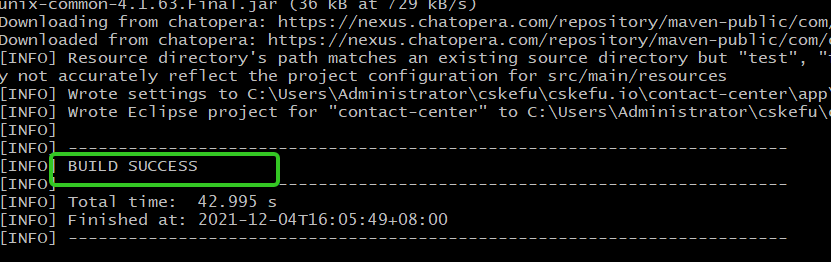 unix-common-4.1.63.Final.jar (36 kB at 729 kB/s)
Downloading from chatopera: https://nexus.chatopera.com/repository/maven-public/com/
Downloaded from chatopera: https://nexus.chatopera.com/repository/maven-public/com/
[INFO] Resource directory's path matches an existing source directory but "test", "
y not accurately reflect the project configuration for src/main/resources
[INFO] Wrote settings to C:\Users\Administrator\cskefu\cskefu.io\contact-center\app\
[INFO] Wrote Eclipse project for "contact-center" to C:\Users\Administrator\cskefu\
[INFO]
[INFO] ------------------------------------------------------------------------
[INFO] BUILD SUCCESS
[INFO] ------------------------------------------------------------------------
[INFO] Total time:  42.995 s
[INFO] Finished at: 2021-12-04T16:05:49+08:00
[INFO] ------------------------------------------------------------------------